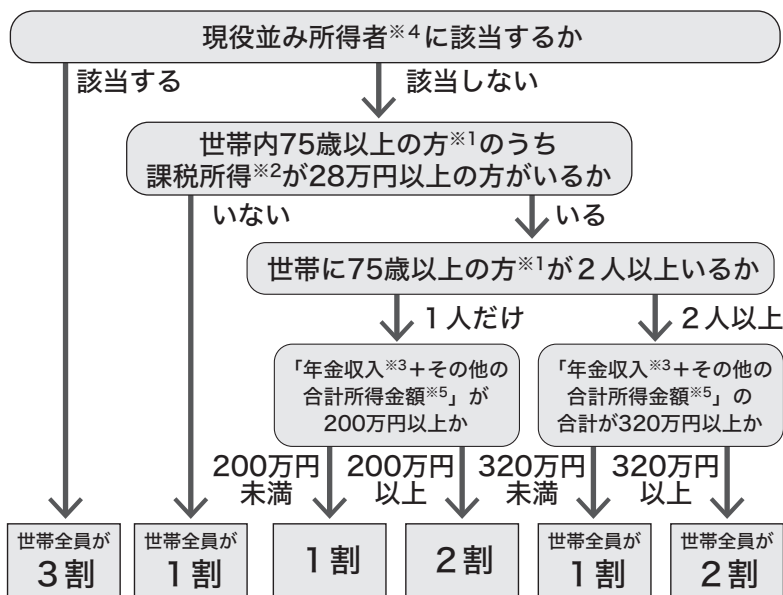 現役並み所得者※4に該当するか
該当する
該当しない
世帯内75歳以上の方※1のうち
課税所得※2が28万円以上の方がいるか
いない
いる
世帯に75歳以上の方※1が2人以上いるか
1人だけ
2人以上
「年金収入※3＋その他の
合計所得金額※5」が
200万円以上か
「年金収入※3＋その他の
合計所得金額※5」の
合計が320万円以上か
200万円
未満
200万円
以上
320万円
未満
320万円
以上
世帯全員が
3割
世帯全員が
1割
1割
2割
世帯全員が
1割
世帯全員が
2割